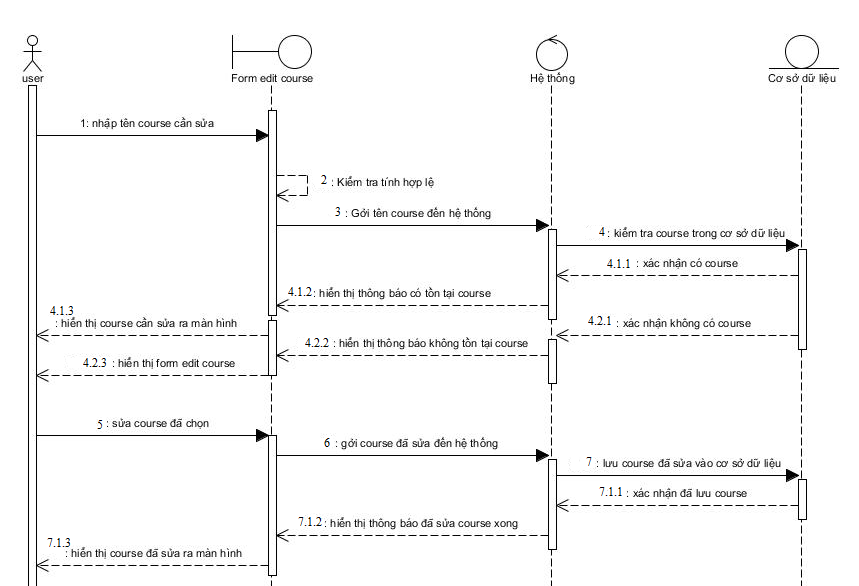 user
Form edit course
Hệ thống
Cơ sở dữ liệu
1: nhập tên course cần sửa
2 : Kiểm tra tính hợp lệ
3 : Gởi tên course đến hệ thống
4 : kiểm tra course trong cơ sở dữ liệu
4.1.1 : xác nhận có course
4.1.2 : hiển thị thông báo có tồn tại course
4.1.3
: hiển thị course cần sửa ra màn hình
4.2.1 : xác nhận không có course
4.2.2 : hiển thị thông báo không tồn tại course
4.2.3 : hiển thị form edit course
5 : sửa course đã chọn
6 : gởi course đã sửa đến hệ thống
7 : lưu course đã sửa vào cơ sở dữ liệu
7.1.1 : xác nhận đã lưu course
7.1.2 : hiển thị thông báo đã sửa course xong
7.1.3
: hiển thị course đã sửa ra màn hình